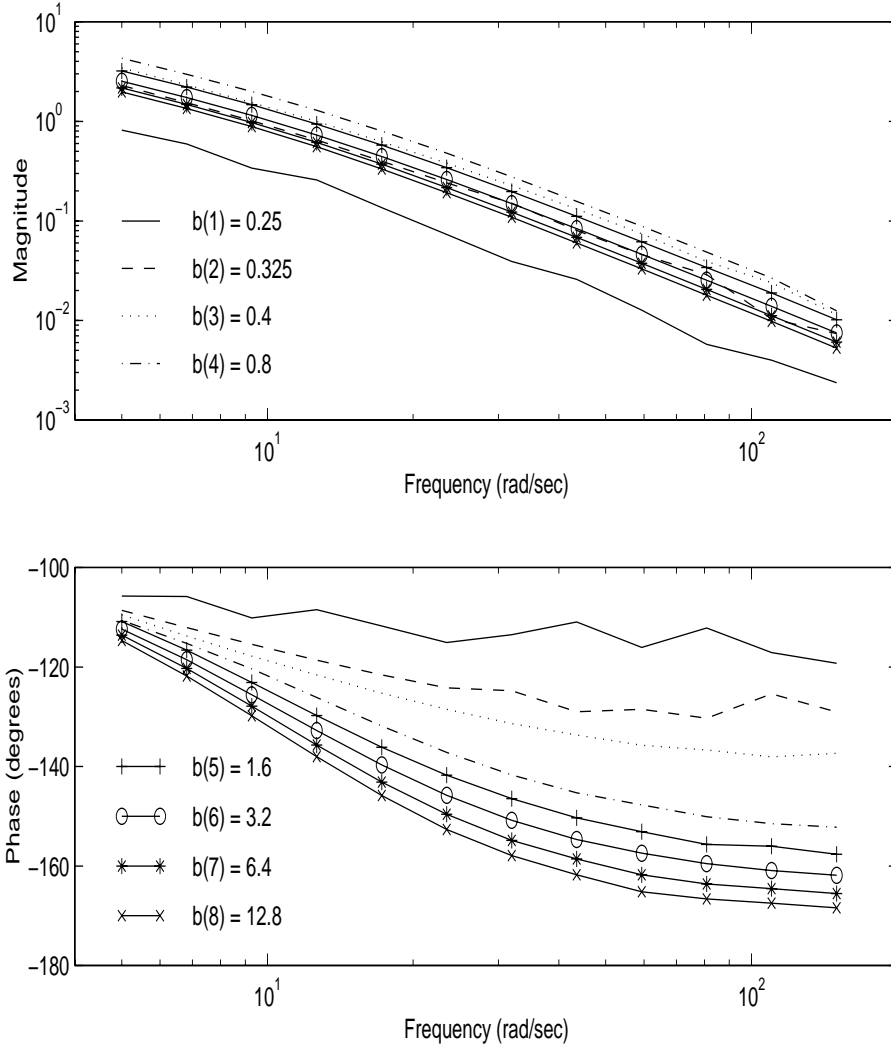 10^1
10^0
10^-1
10^-2
10^-3
Magnitude
b(1) = 0.25
b(2) = 0.325
b(3) = 0.4
b(4) = 0.8
10^1
10^2
Frequency (rad/sec)
−100
−120
−140
−160
−180
Phase (degrees)
b(5) = 1.6
b(6) = 3.2
b(7) = 6.4
b(8) = 12.8
10^1
10^2
Frequency (rad/sec)